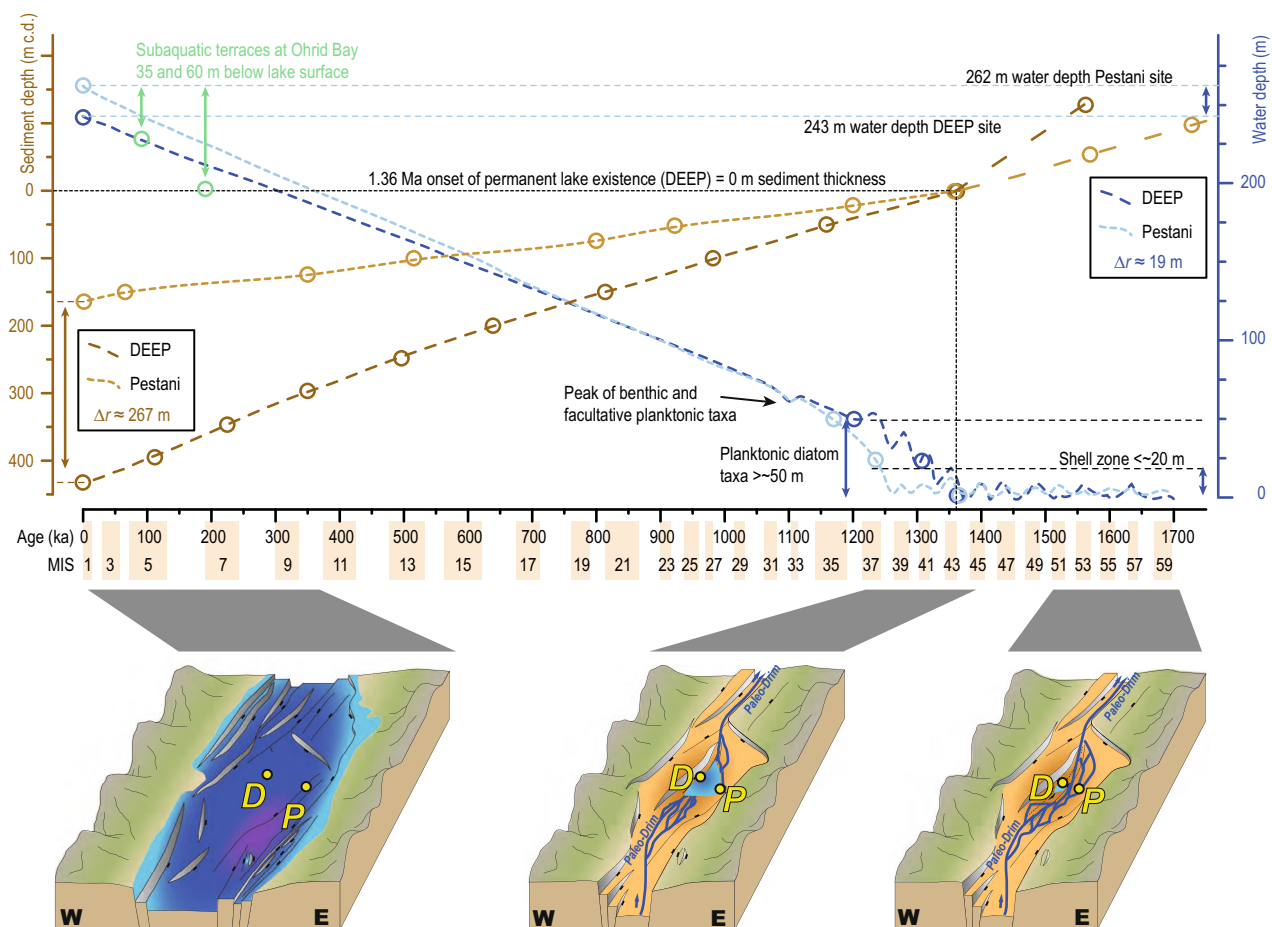 Subaquatic terraces at Ohrid Bay
35 and 60 m below lake surface
262 m water depth Pestani site
243 m water depth DEEP site
1.36 Ma onset of permanent lake existence (DEEP) = 0 m sediment thickness
Sediment depth (m c.d.)
0
100
200
300
400
Water depth (m)
200
100
0
DEEP
Pestani
Δr ≈ 19 m
DEEP
Pestani
Δr ≈ 267 m
Peak of benthic and
facultative planktonic taxa
Planktonic diatom
taxa >~50 m
Shell zone <~20 m
Age (ka) 0 100 200 300 400 500 600 700 800 900 1000 1100 1200 1300 1400 1500 1600 1700
MIS 1 3 5 7 9 11 13 15 17 19 21 23 25 27 29 31 33 35 37 39 41 43 45 47 49 51 53 55 57 59
D
P
W E
Paleo-Drim
D
P
Paleo-Drim
W E
Paleo-Drim
D
P
Paleo-Drim
W E